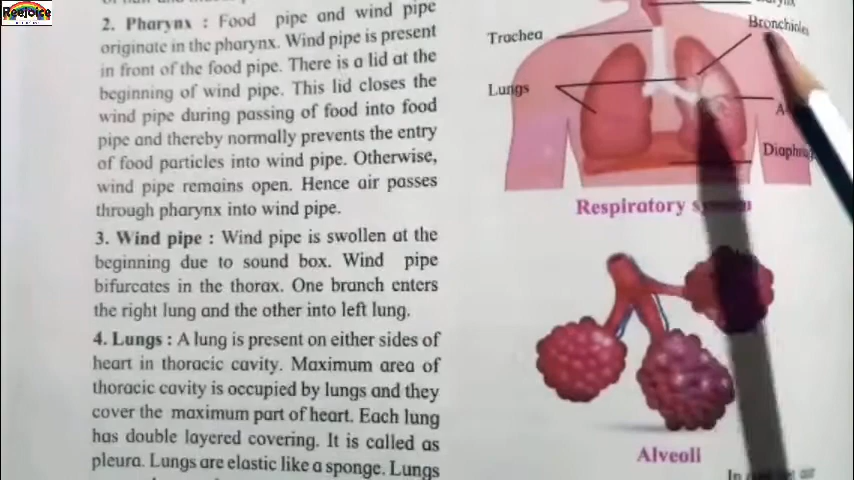 Reejoice
2. Pharynx : Food pipe and wind pipe
originate in the pharynx. Wind pipe is present
in front of the food pipe. There is a lid at the
beginning of wind pipe. This lid closes the
wind pipe during passing of food into food
pipe and thereby normally prevents the entry
of food particles into wind pipe. Otherwise,
wind pipe remains open. Hence air passes
through pharynx into wind pipe.
3. Wind pipe : Wind pipe is swollen at the
beginning due to sound box. Wind pipe
bifurcates in the thorax. One branch enters
the right lung and the other into left lung.
4. Lungs : A lung is present on either sides of
heart in thoracic cavity. Maximum area of
thoracic cavity is occupied by lungs and they
cover the maximum part of heart. Each lung
has double layered covering. It is called as
pleura. Lungs are elastic like a sponge. Lungs
Bronchioles
Trachea
Lungs
Respiratory
Alveoli